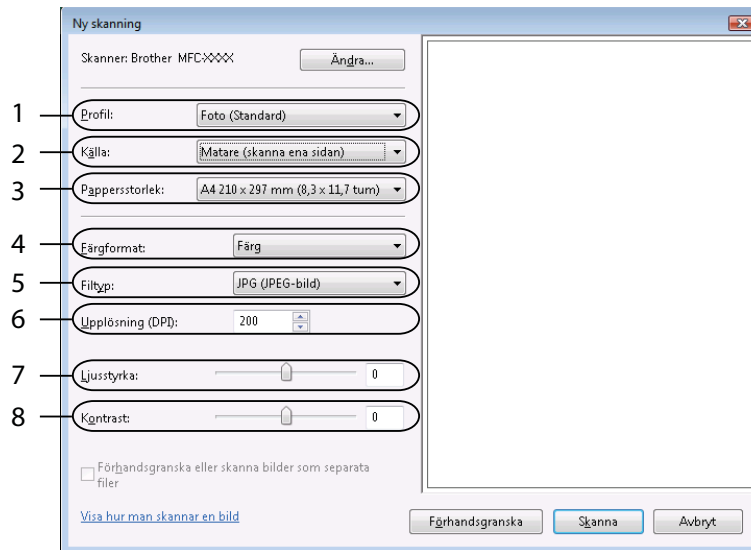 Ny skanning
Skanner: Brother MFC-XXXX
Ändra...
1 Profil: Foto (Standard)
2 Källa: Matare (skanna ena sidan)
3 Pappersstorlek: A4 210 x 297 mm (8,3 x 11,7 tum)
4 Färgformat: Färg
5 Filtyp: JPG (JPEG-bild)
6 Upplösning (DPI): 200
7 Ljusstyrka: 0
8 Kontrast: 0
Förhandsgranska eller skanna bilder som separata
filer
Visa hur man skannar en bild
Förhandsgranska Skanna Avbryt